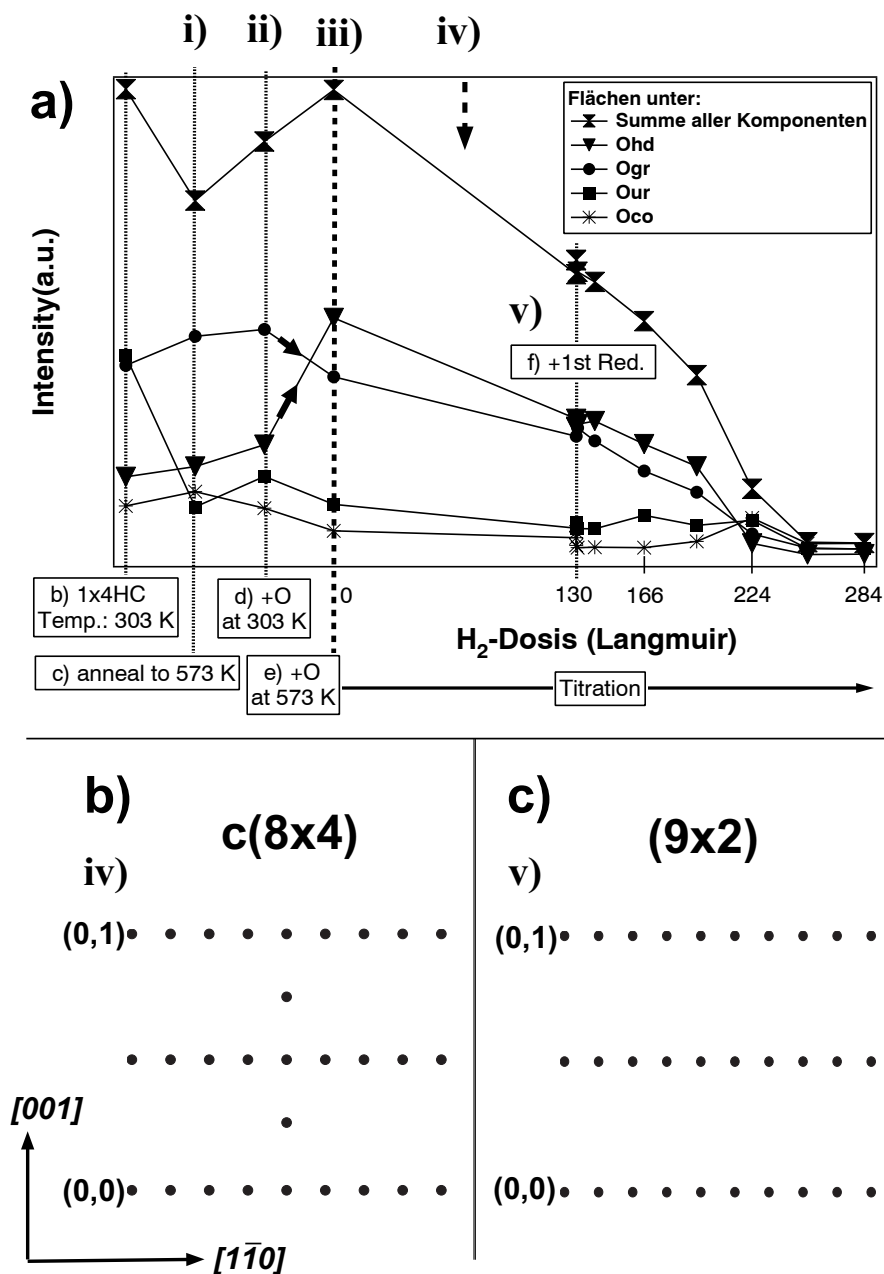 i) ii) iii) iv)
a)
Flächen unter:
Summe aller Komponenten
Ohd
Ogr
Our
Oco
Intensity(a.u.)
v)
f) +1st Red.
b) 1x4HC
Temp.: 303 K
d) +O
at 303 K
0 130 166 224 284
H₂-Dosis (Langmuir)
c) anneal to 573 K
e) +O
at 573 K
Titration
b)
c(8x4)
iv)
(0,1)
(0,0)
[001]
[11̅0]
c)
(9x2)
v)
(0,1)
(0,0)